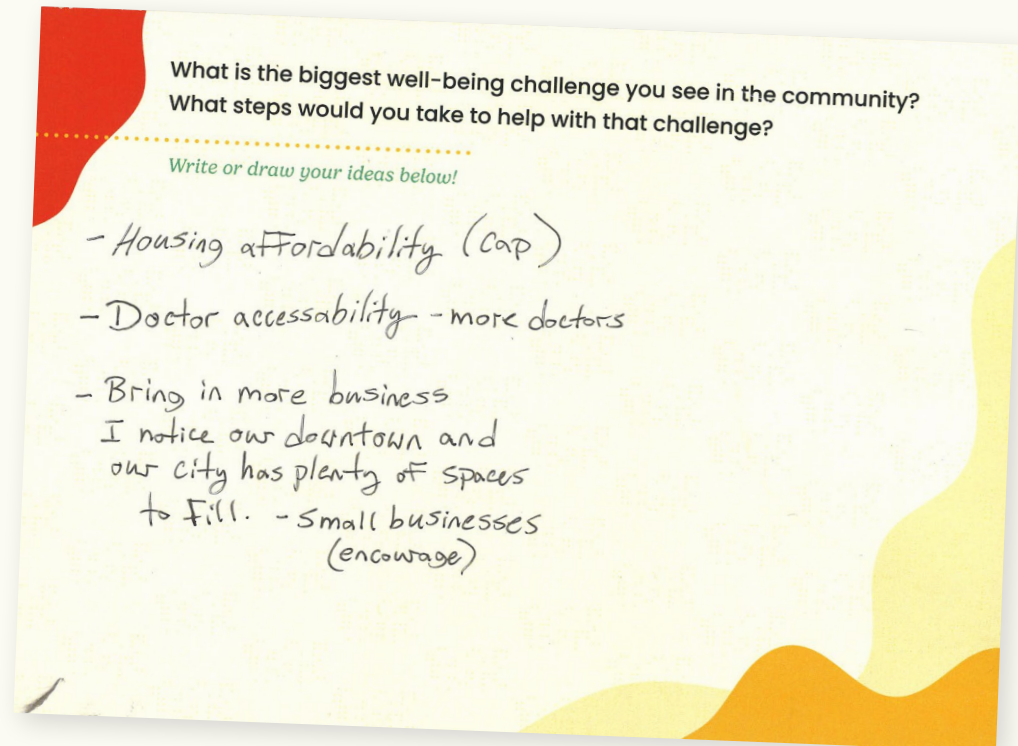 What is the biggest well-being challenge you see in the community?
What steps would you take to help with that challenge?
Write or draw your ideas below!
- Housing affordability (cap)
- Doctor accessability - more doctors
- Bring in more business
I notice our downtown and
our city has plenty of spaces
to fill. - Small businesses
(encourage)